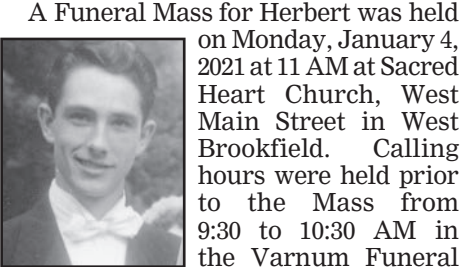 A Funeral Mass for Herbert was held
on Monday, January 4,
2021 at 11 AM at Sacred
Heart Church, West
Main Street in West
Brookfield. Calling
hours were held prior
to the Mass from
9:30 to 10:30 AM in
the Varnum Funeral